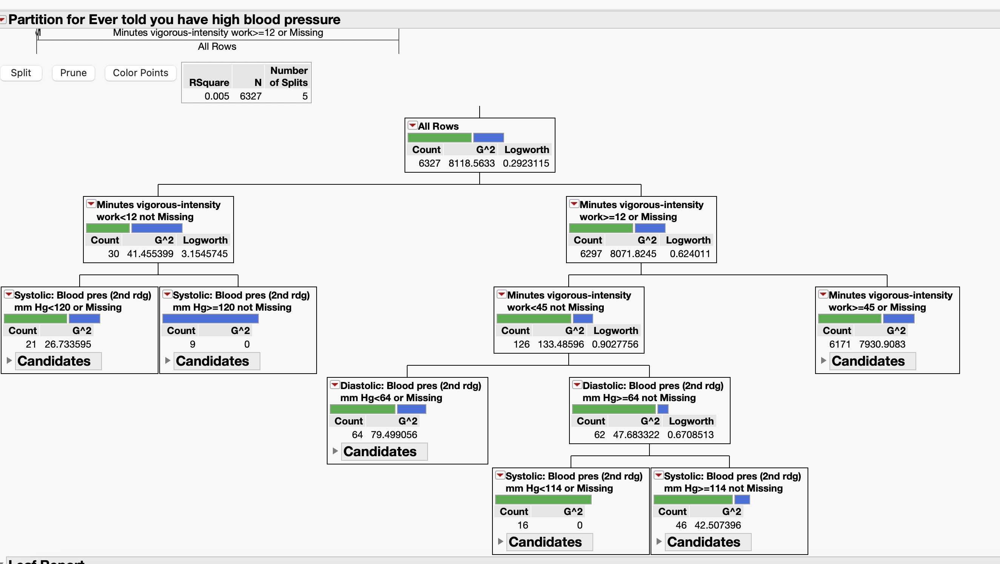 Partition for Ever told you have high blood pressure
Minutes vigorous-intensity work>=12 or Missing
All Rows
Split Prune Color Points
Number
RSquare N of Splits
0.005 6327 5
All Rows
Count G^2 Logworth
6327 8118.5633 0.2923115
Minutes vigorous-intensity
work<12 not Missing
Count G^2 Logworth
30 41.455399 3.1545745
Minutes vigorous-intensity
work>=12 or Missing
Count G^2 Logworth
6297 8071.8245 0.624011
Systolic: Blood pres (2nd rdg)
mm Hg<120 or Missing
Count G^2
21 26.733595
Candidates
Systolic: Blood pres (2nd rdg)
mm Hg>=120 not Missing
Count G^2
9 0
Candidates
Minutes vigorous-intensity
work<45 not Missing
Count G^2 Logworth
126 133.48596 0.9027756
Minutes vigorous-intensity
work>=45 or Missing
Count G^2
6171 7930.9083
Candidates
Diastolic: Blood pres (2nd rdg)
mm Hg<64 or Missing
Count G^2
64 79.499056
Candidates
Diastolic: Blood pres (2nd rdg)
mm Hg>=64 not Missing
Count G^2 Logworth
62 47.683322 0.6708513
Systolic: Blood pres (2nd rdg)
mm Hg<114 or Missing
Count G^2
16 0
Candidates
Systolic: Blood pres (2nd rdg)
mm Hg>=114 not Missing
Count G^2
46 42.507396
Candidates
Leaf Report